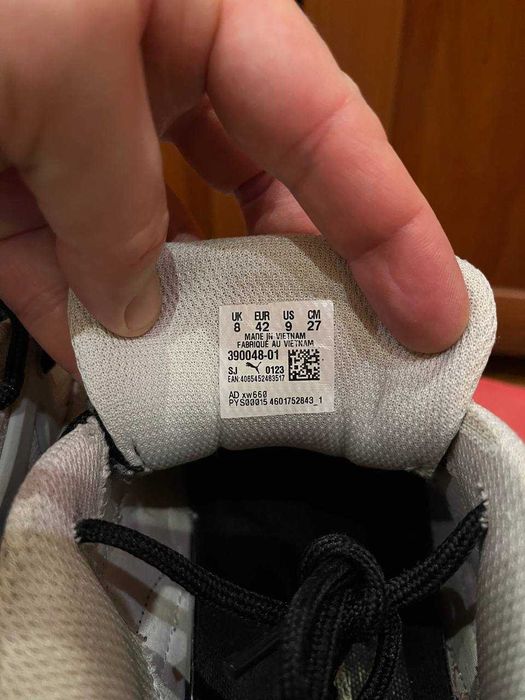 UK EUR US CM
8 42 9 27
MADE IN VIETNAM
FABRIQUÉ AU VIETNAM
390048-01
SJ 0123
EAN:4065452483517
AD xw660
PYS00015 4601752843_1